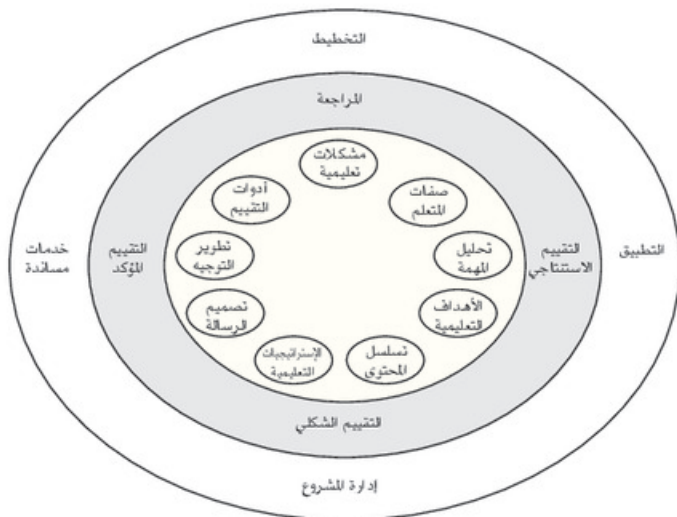 التخطيط
المراجعة
مشكلات
تعليمية
صفات
المتعلم
أدوات
التقييم
تحليل
المهمة
تطوير
التوجيه
التطبيق
التقييم
الاستنتاجي
التقييم
المؤكد
خدمات
مساندة
الأهداف
التعليمية
تصميم
الرسالة
تسلسل
المحتوى
الإستراتيجيات
التعليمية
التقييم الشكلي
إدارة المشروع